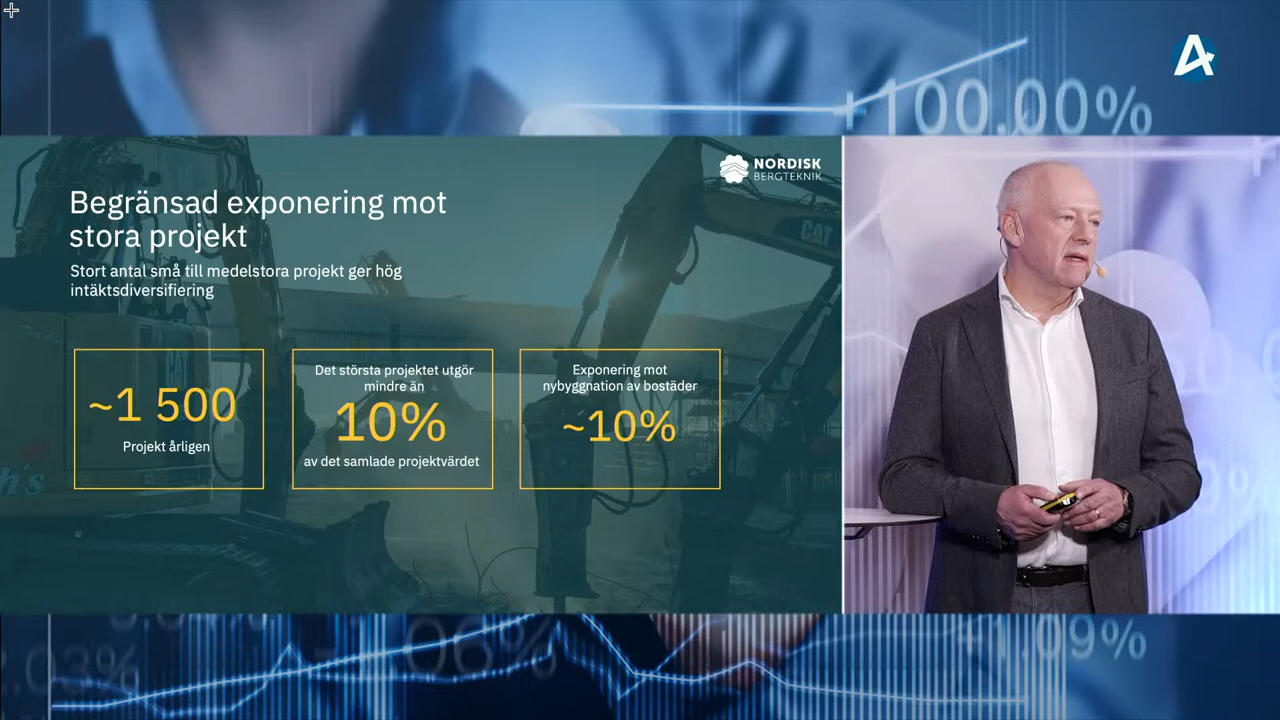 +100.00%
NORDISK
BERGTEKNIK
Begränsad exponering mot
stora projekt
Stort antal små till medelstora projekt ger hög
intäktsdiversifiering
~1 500
Projekt årligen
Det största projektet utgör
mindre än
10%
av det samlade projektvärdet
Exponering mot
nybyggnation av bostäder
~10%
CAT